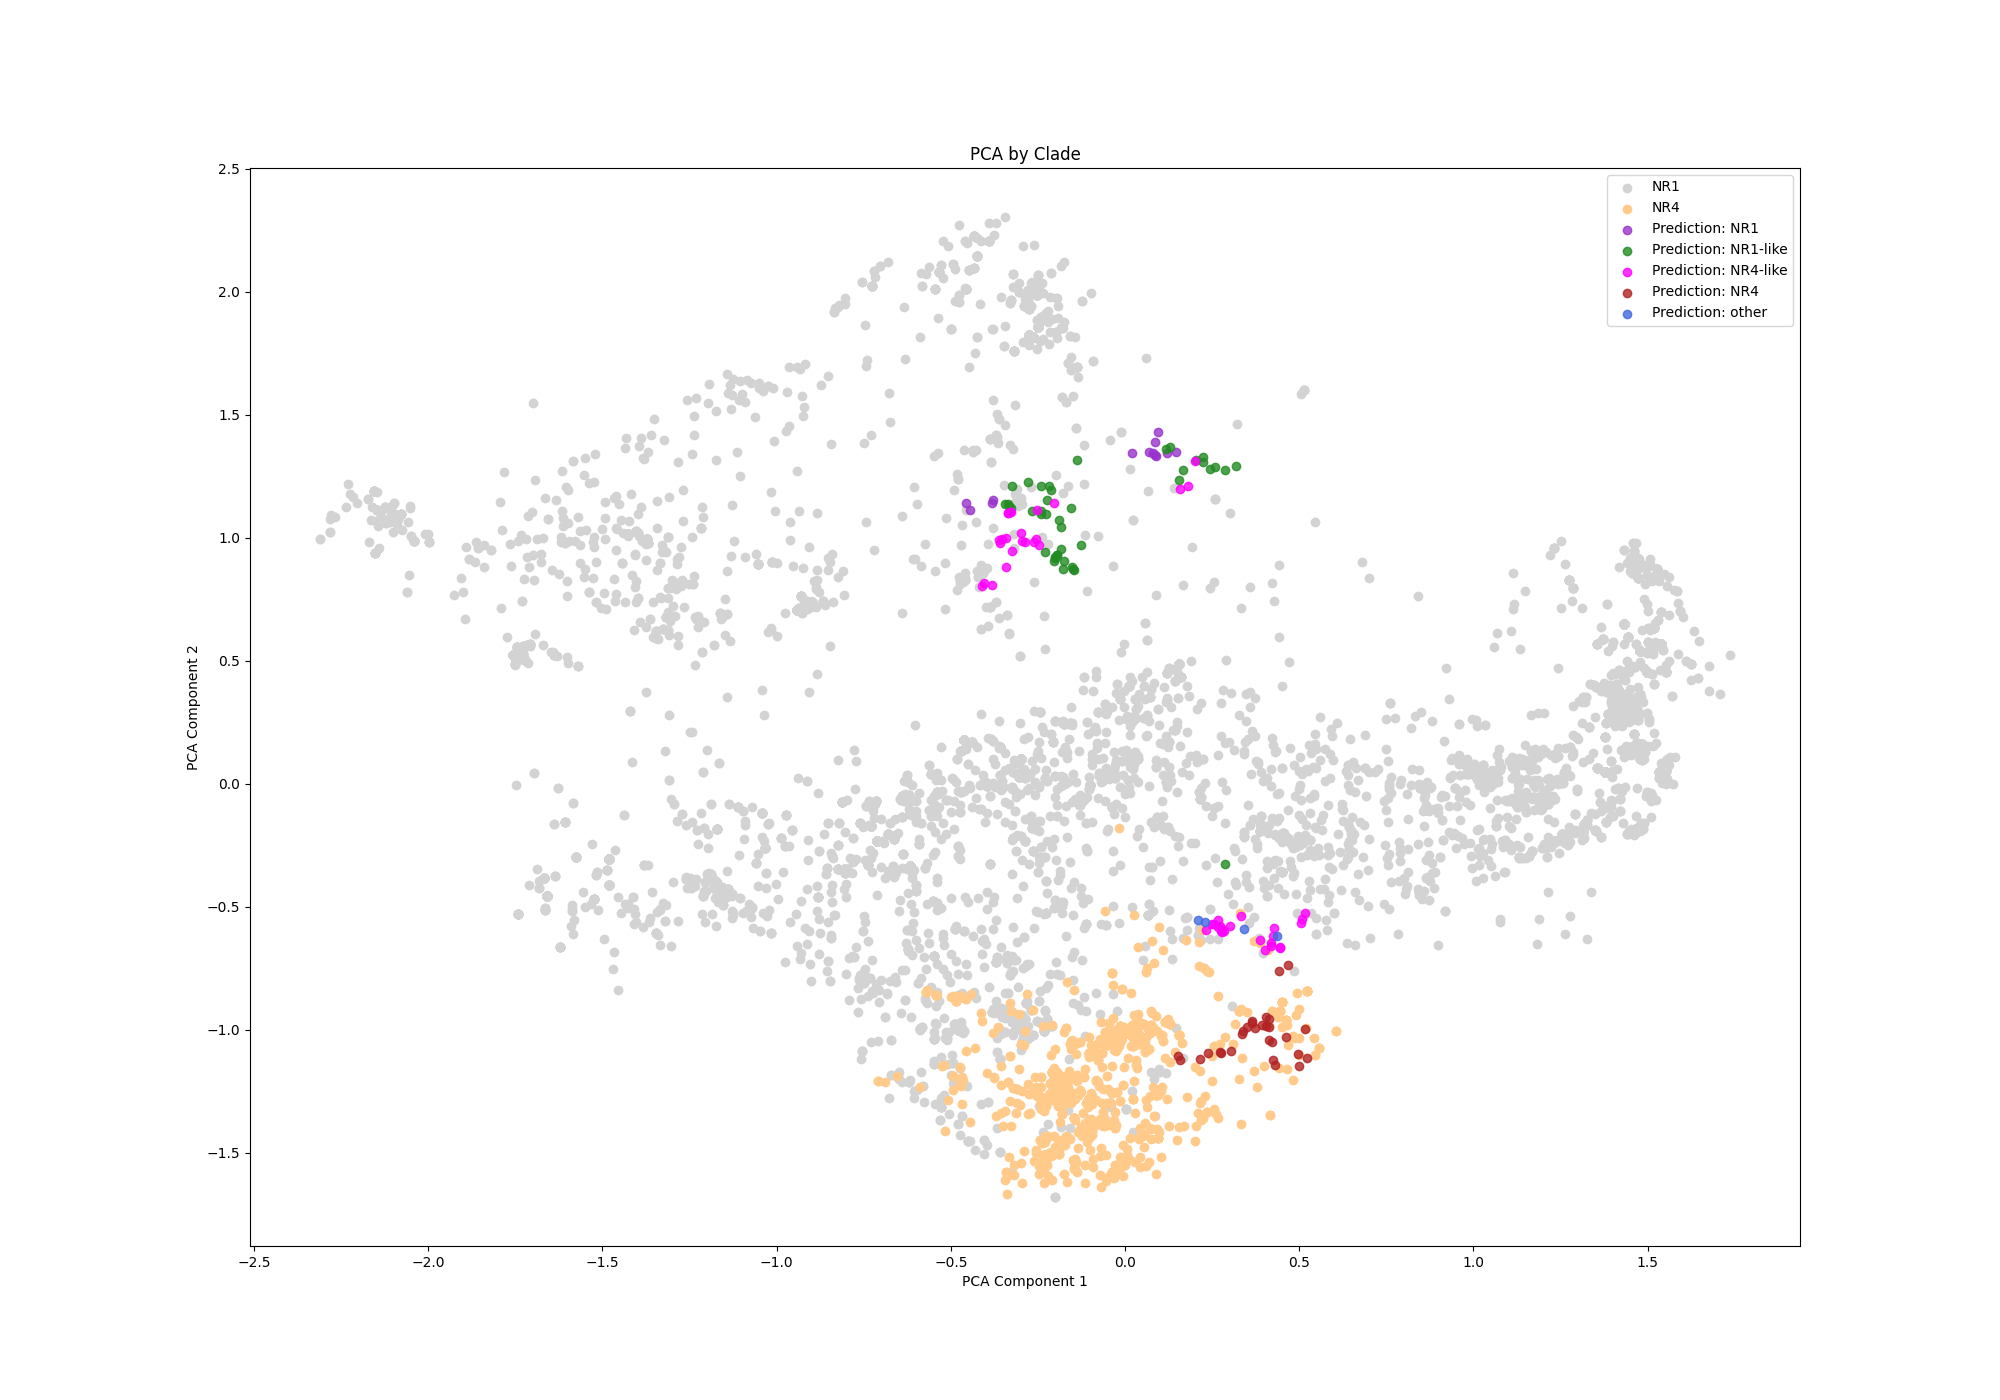 PCA by Clade
NR1
NR4
Prediction: NR1
Prediction: NR1-like
Prediction: NR4-like
Prediction: NR4
Prediction: other
PCA Component 2
2.5
2.0
1.5
1.0
0.5
0.0
−0.5
−1.0
−1.5
−2.5
−2.0
−1.5
−1.0
−0.5
0.0
0.5
1.0
1.5
PCA Component 1